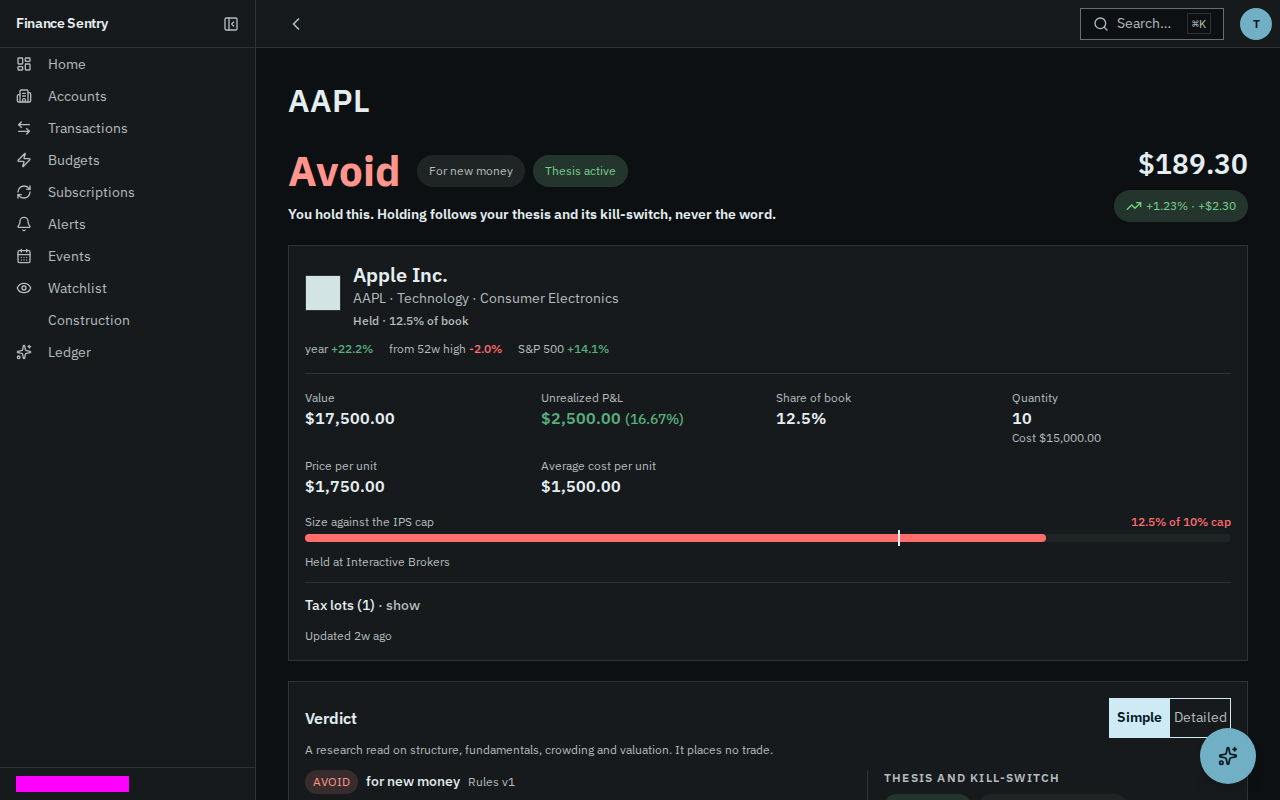 Finance Sentry
Search...
⌘K
T
Home
Accounts
Transactions
Budgets
Subscriptions
Alerts
Events
Watchlist
Construction
Ledger
AAPL
Avoid
For new money
Thesis active
$189.30
+1.23% · +$2.30
You hold this. Holding follows your thesis and its kill-switch, never the word.
Apple Inc.
AAPL · Technology · Consumer Electronics
Held · 12.5% of book
year +22.2% from 52w high -2.0% S&P 500 +14.1%
Value
$17,500.00
Unrealized P&L
$2,500.00 (16.67%)
Share of book
12.5%
Quantity
10
Cost $15,000.00
Price per unit
$1,750.00
Average cost per unit
$1,500.00
Size against the IPS cap
12.5% of 10% cap
Held at Interactive Brokers
Tax lots (1) · show
Updated 2w ago
Verdict
Simple
Detailed
A research read on structure, fundamentals, crowding and valuation. It places no trade.
AVOID for new money Rules v1
THESIS AND KILL-SWITCH